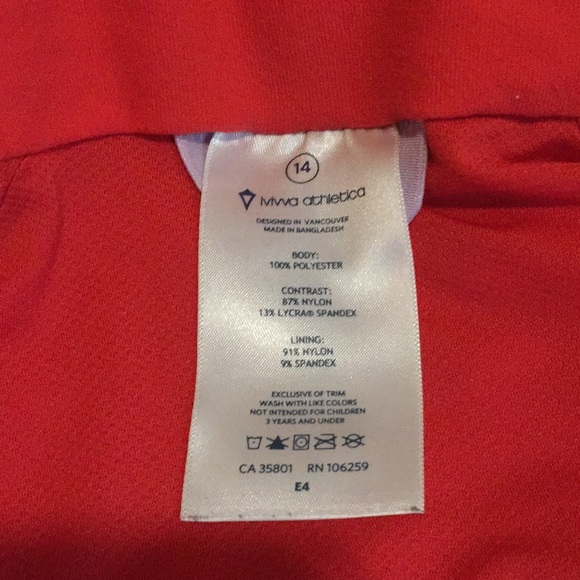 14
ivivva athletica
DESIGNED IN VANCOUVER
MADE IN BANGLADESH
BODY:
100% POLYESTER
CONTRAST:
87% NYLON
13% LYCRA® SPANDEX
LINING:
91% NYLON
9% SPANDEX
EXCLUSIVE OF TRIM
WASH WITH LIKE COLORS
NOT INTENDED FOR CHILDREN
3 YEARS AND UNDER
CA 35801 RN 106259
E4